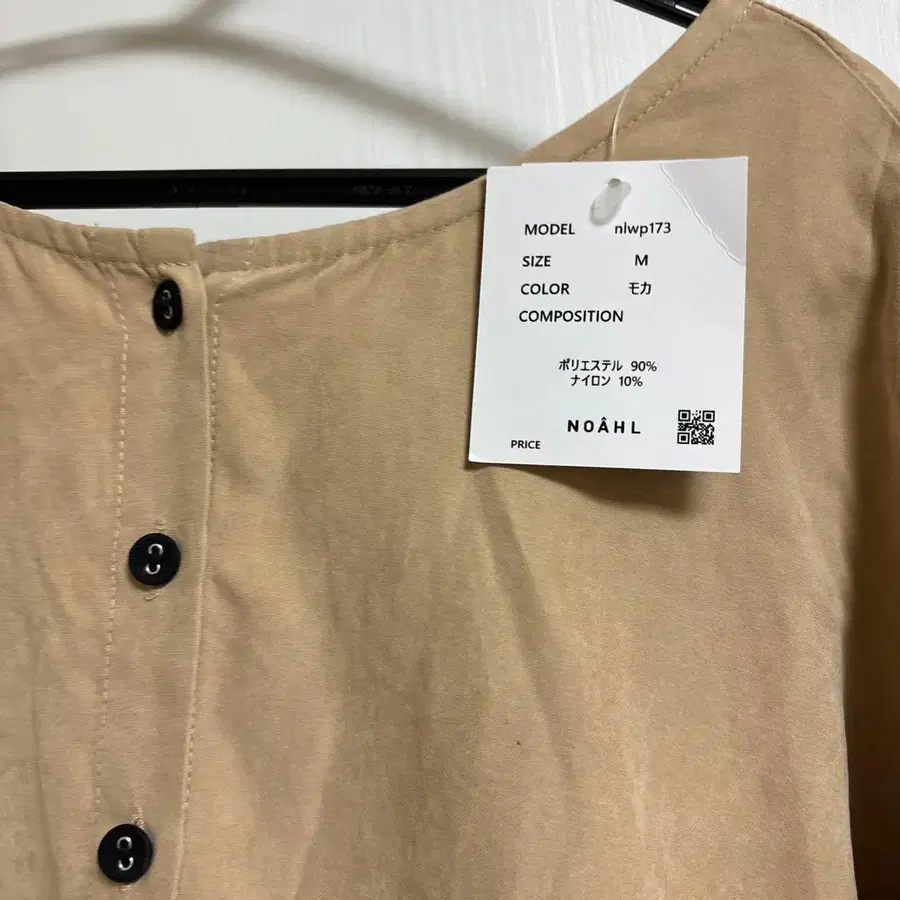 MODEL nlwp173
SIZE M
COLOR モカ
COMPOSITION
ポリエステル 90%
ナイロン 10%
NOÂHL
PRICE